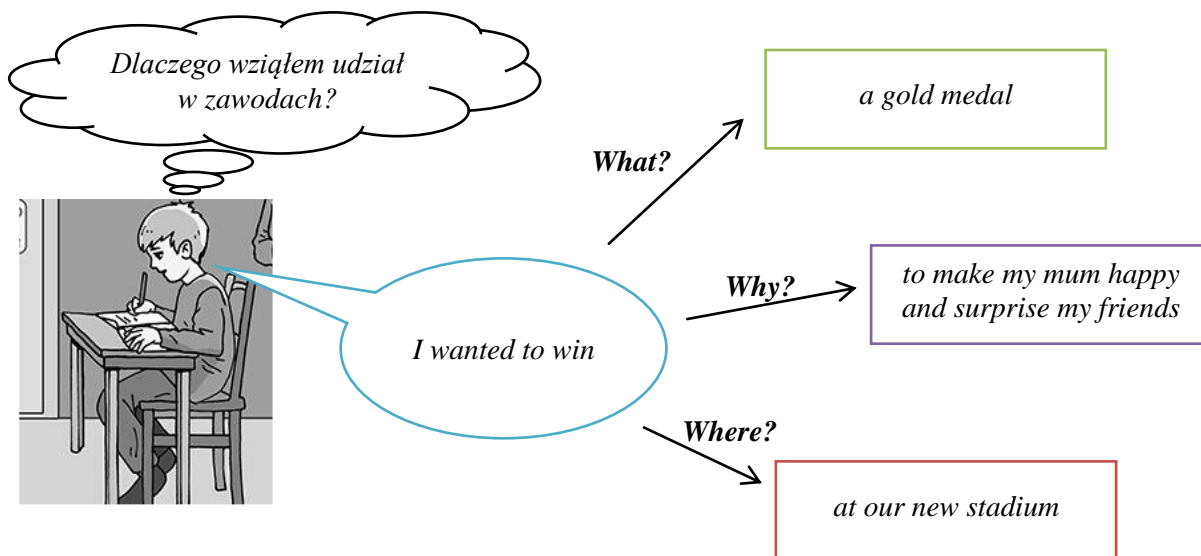 Dlaczego wziąłem udział
w zawodach?
a gold medal
What?
Why?
to make my mum happy
and surprise my friends
I wanted to win
Where?
at our new stadium